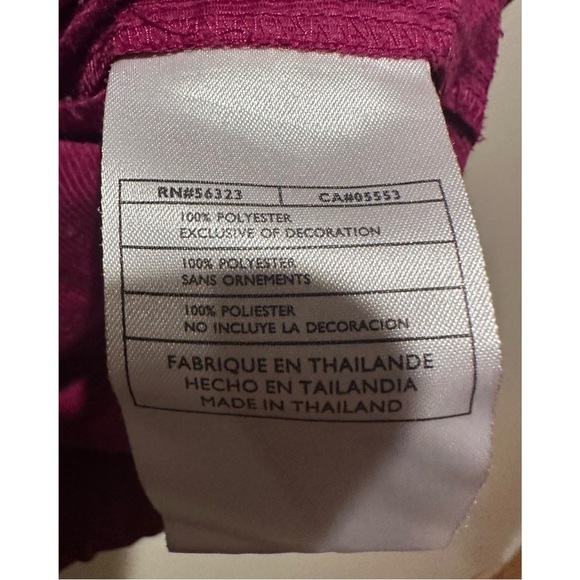 RN#56323 CA#05553
100% POLYESTER
EXCLUSIVE OF DECORATION
100% POLYESTER
SANS ORNEMENTS
100% POLIESTER
NO INCLUYE LA DECORACION
FABRIQUE EN THAILANDE
HECHO EN TAILANDIA
MADE IN THAILAND